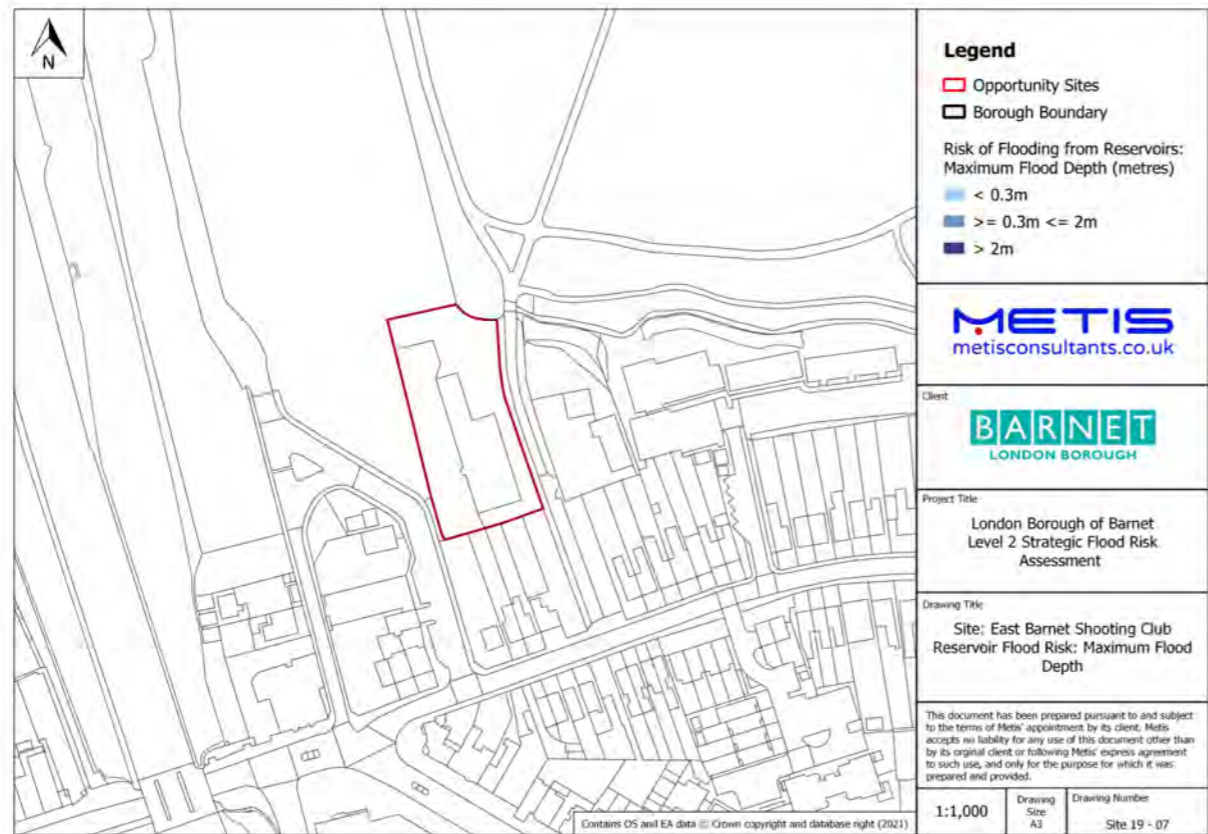 N
Legend
Opportunity Sites
Borough Boundary
Risk of Flooding from Reservoirs:
Maximum Flood Depth (metres)
< 0.3m
>= 0.3m <= 2m
> 2m
METIS
metisconsultants.co.uk
Client
BARNET
LONDON BOROUGH
Project Title
London Borough of Barnet
Level 2 Strategic Flood Risk
Assessment
Drawing Title
Site: East Barnet Shooting Club
Reservoir Flood Risk: Maximum Flood
Depth
This document has been prepared pursuant to and subject
to the terms of Metis' appointment by its client. Metis
accepts no liability for any use of this document other than
by its orginal client or following Metis' express agreement
to such use, and only for the purpose for which it was
prepared and provided.
1:1,000
Drawing
Size
A3
Drawing Number
Site 19 - 07
Contains OS and EA data © Crown copyright and database right (2021)